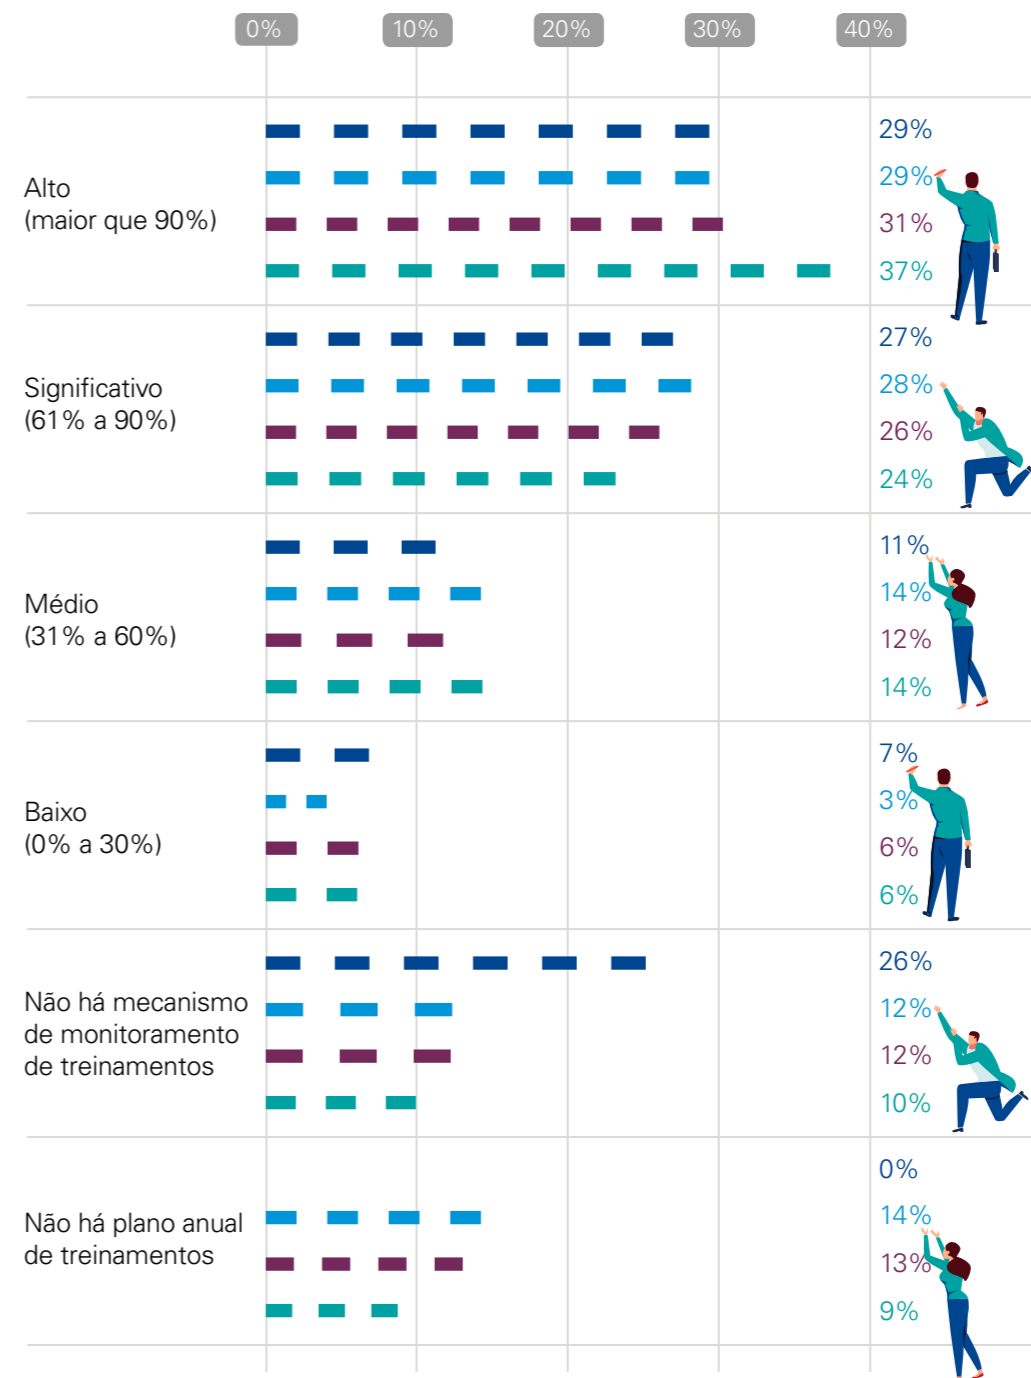 0% 10% 20% 30% 40%
29%
29%
Alto
(maior que 90%)
31%
37%
27%
28%
Significativo
(61% a 90%)
26%
24%
11%
14%
Médio
(31% a 60%)
12%
14%
7%
3%
Baixo
(0% a 30%)
6%
6%
26%
12%
Não há mecanismo
de monitoramento
de treinamentos
12%
10%
0%
14%
Não há plano anual
de treinamentos
13%
9%